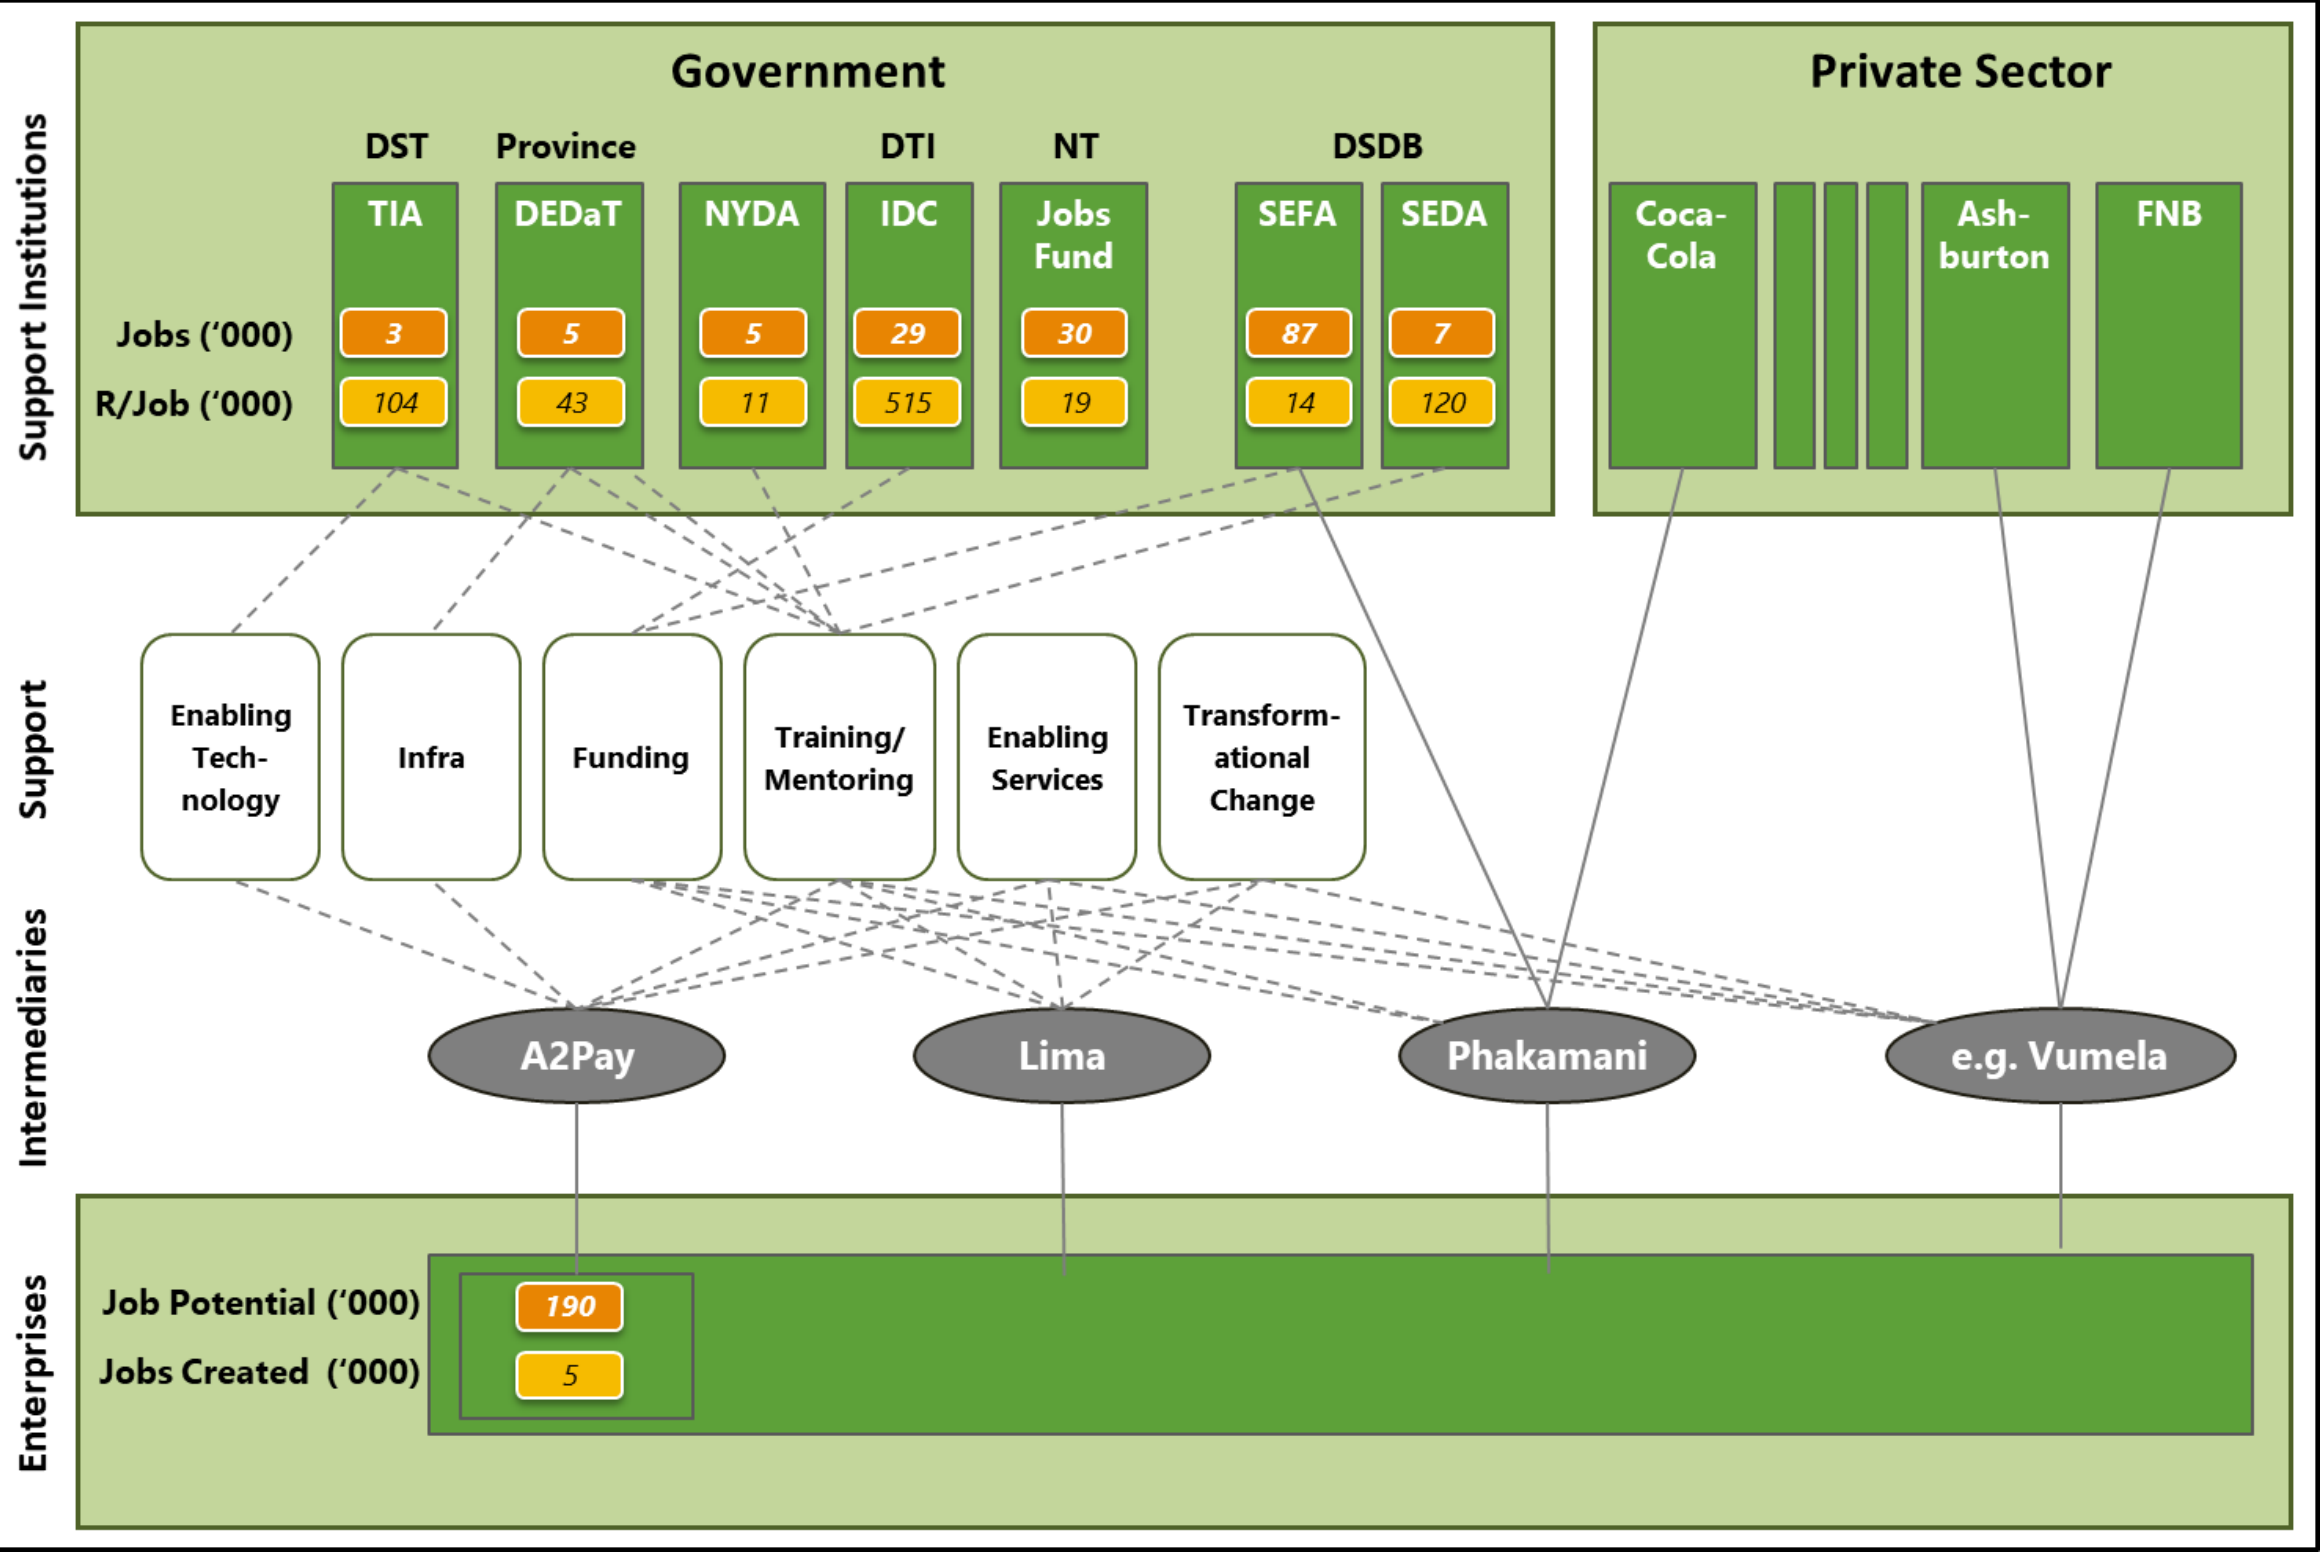 Government
Private Sector
Support Institutions
DST
Province
DTI
NT
DSDB
TIA
DEDaT
NYDA
IDC
Jobs
Fund
SEFA
SEDA
Coca-
Cola
Ash-
burton
FNB
Jobs (‘000)
3
5
5
29
30
87
7
R/Job (‘000)
104
43
11
515
19
14
120
Support
Enabling
Tech-
nology
Infra
Funding
Training/
Mentoring
Enabling
Services
Transform-
ational
Change
Intermediaries
A2Pay
Lima
Phakamani
e.g. Vumela
Enterprises
Job Potential (‘000)
190
Jobs Created (‘000)
5